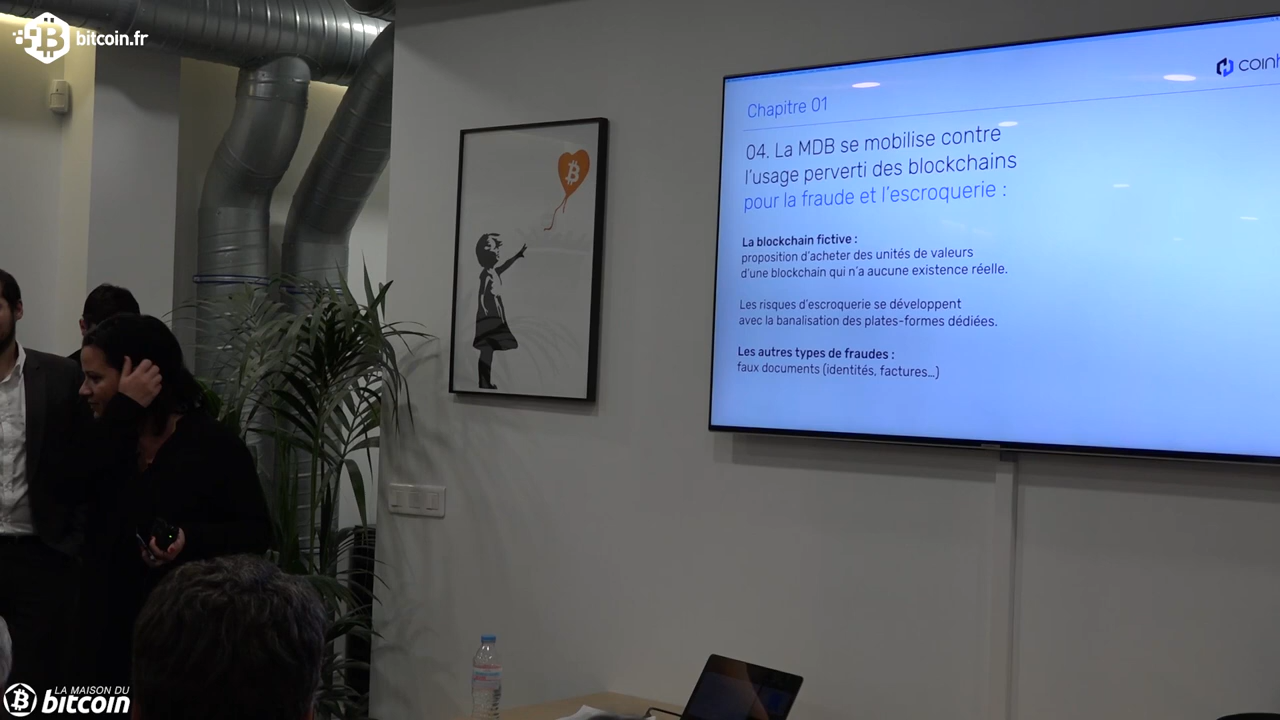 bitcoin.fr
Chapitre 01
04. La MDB se mobilise contre
l'usage perverti des blockchains
pour la fraude et l'escroquerie :
La blockchain fictive :
proposition d'acheter des unités de valeurs
d'une blockchain qui n'a aucune existence réelle.
Les risques d'escroquerie se développent
avec la banalisation des plates-formes dédiées.
Les autres types de fraudes :
faux documents (identités, factures…)
LA MAISON DU
bitcoin